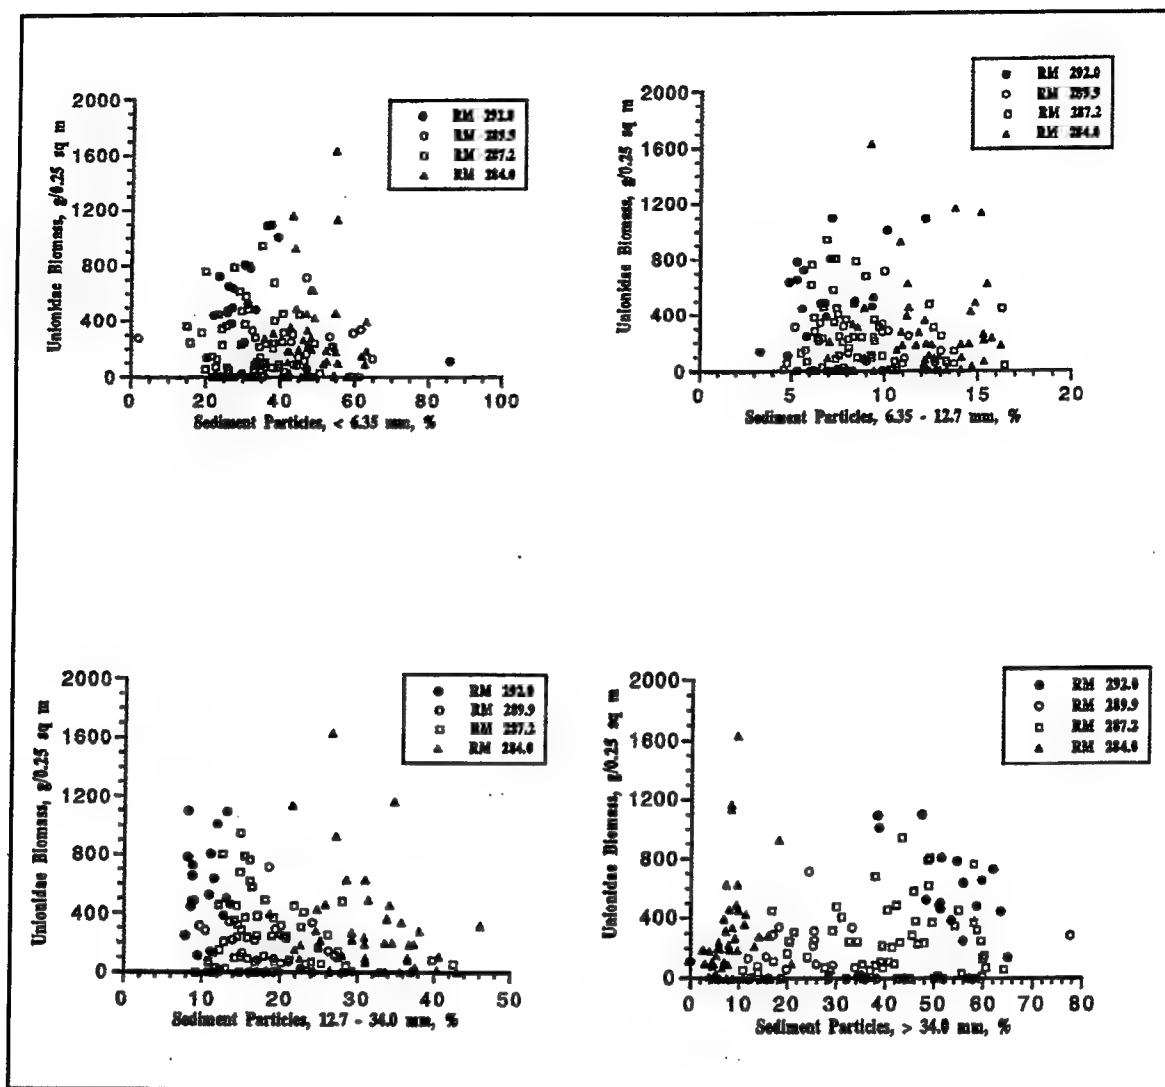 2000
1600
1200
800
400
0
Unionidae Biomass, g/0.25 sq m
RM 292.0
RM 289.9
RM 287.2
RM 284.0
0 20 40 60 80 100
Sediment Particles, < 6.35 mm, %
2000
1600
1200
800
400
0
Unionidae Biomass, g/0.25 sq m
RM 292.0
RM 289.9
RM 287.2
RM 284.0
0 5 10 15 20
Sediment Particles, 6.35 - 12.7 mm, %
2000
1600
1200
800
400
0
Unionidae Biomass, g/0.25 sq m
RM 292.0
RM 289.9
RM 287.2
RM 284.0
0 10 20 30 40 50
Sediment Particles, 12.7 - 34.0 mm, %
2000
1600
1200
800
400
0
Unionidae Biomass, g/0.25 sq m
RM 292.0
RM 289.9
RM 287.2
RM 284.0
0 10 20 30 40 50 60 70 80
Sediment Particles, > 34.0 mm, %